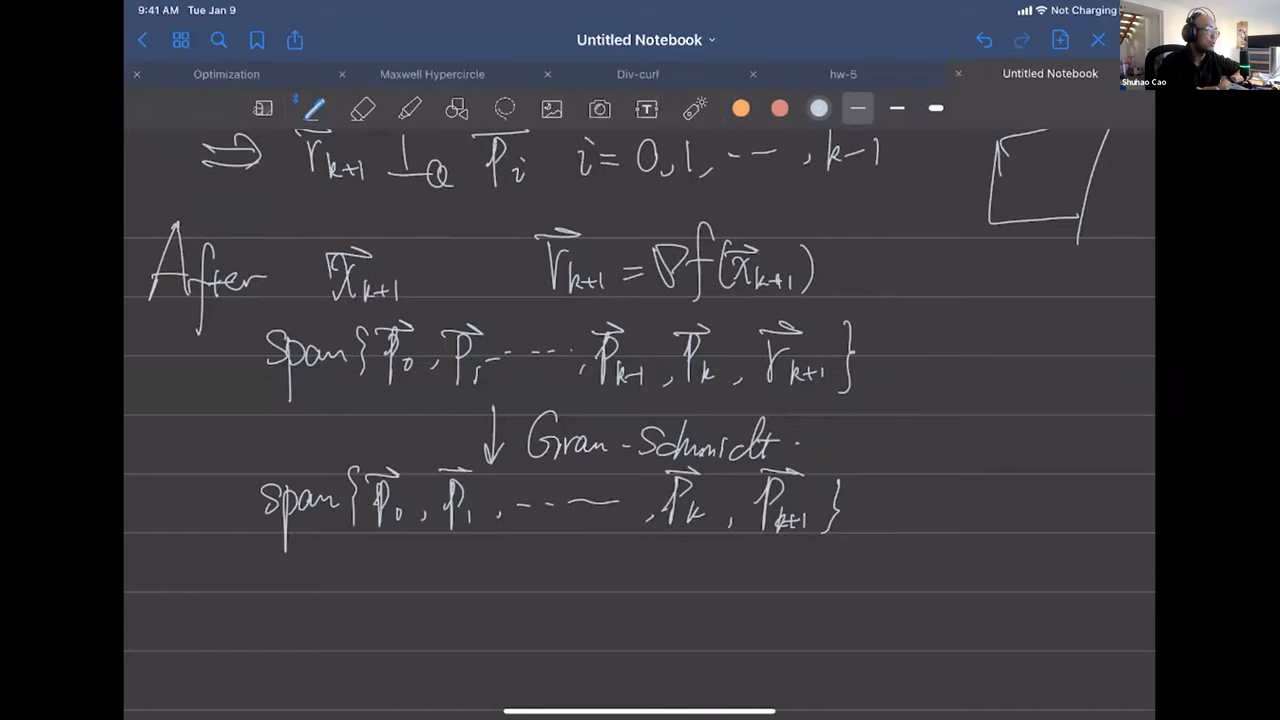 9:41 AM Tue Jan 9
Not Charging
Untitled Notebook
Optimization
Maxwell Hypercircle
Div-curl
hw-5
Untitled Notebook
Shuhao Cao
⇒ r⃗ₖ₊₁ ⊥_Q p⃗ᵢ i = 0, 1, ---, k-1
After x⃗ₖ₊₁ r⃗ₖ₊₁ = ∇f(x⃗ₖ₊₁)
span{p⃗₀, p⃗₁, ......, p⃗ₖ₋₁, p⃗ₖ, r⃗ₖ₊₁}
↓ Gram-Schmidt.
span{p⃗₀, p⃗₁, ---, p⃗ₖ, p⃗ₖ₊₁}